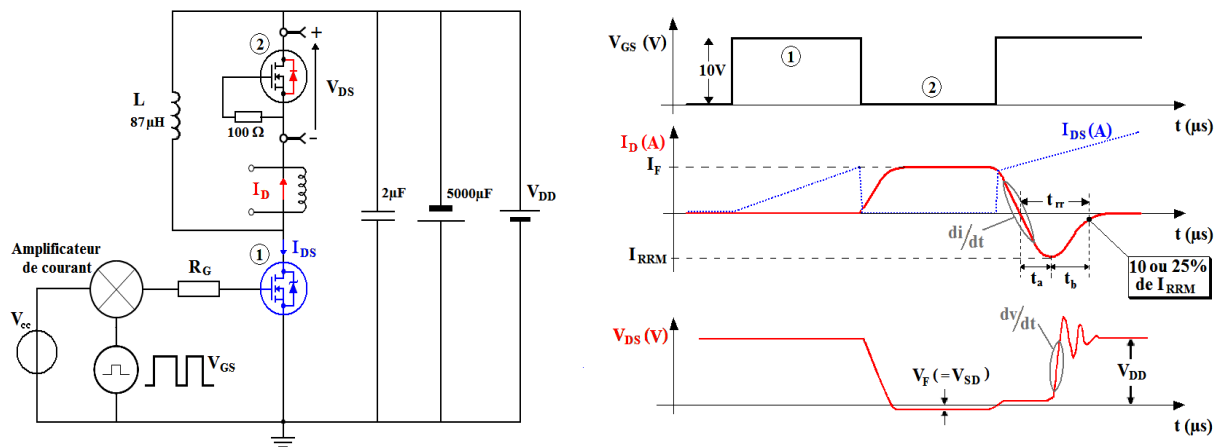 L
87 µH
2
+
V_DS
100 Ω
−
I_D
2µF
5000µF
V_DD
Amplificateur
de courant
R_G
1
I_DS
V_cc
V_GS
V_GS (V)
10V
1
2
t (µs)
I_D (A)
I_DS (A)
I_F
t_rr
di/dt
I_RRM
t_a
t_b
10 ou 25%
de I_RRM
t (µs)
V_DS (V)
dv/dt
V_F (= V_SD)
V_DD
t (µs)